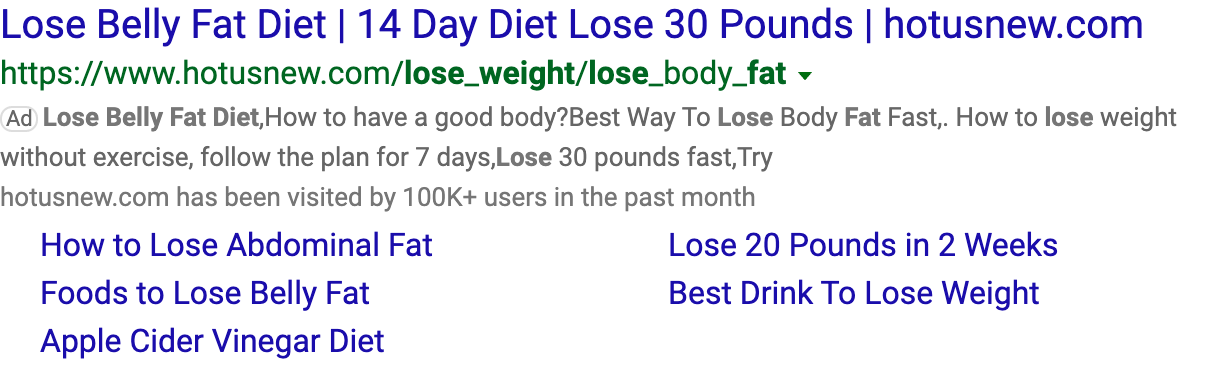 Lose Belly Fat Diet | 14 Day Diet Lose 30 Pounds | hotusnew.com
https://www.hotusnew.com/lose_weight/lose_body_fat
Ad Lose Belly Fat Diet,How to have a good body?Best Way To Lose Body Fat Fast,. How to lose weight
without exercise, follow the plan for 7 days,Lose 30 pounds fast,Try
hotusnew.com has been visited by 100K+ users in the past month
How to Lose Abdominal Fat
Lose 20 Pounds in 2 Weeks
Foods to Lose Belly Fat
Best Drink To Lose Weight
Apple Cider Vinegar Diet